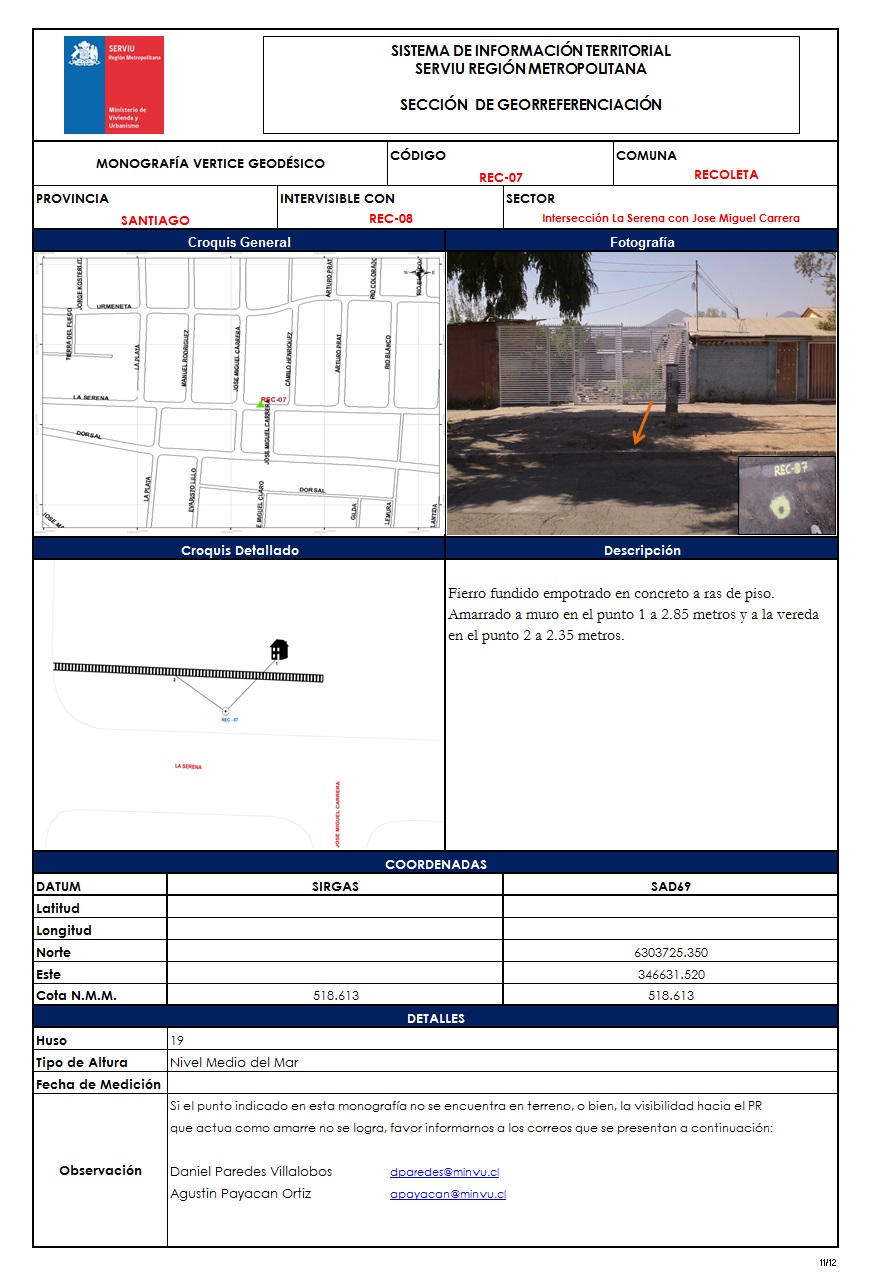 SERVIU
Región Metropolitana
Ministerio de
Vivienda y
Urbanismo
SISTEMA DE INFORMACIÓN TERRITORIAL
SERVIU REGIÓN METROPOLITANA
SECCIÓN DE GEORREFERENCIACIÓN
MONOGRAFÍA VERTICE GEODÉSICO
CÓDIGO
REC-07
COMUNA
RECOLETA
PROVINCIA
SANTIAGO
INTERVISIBLE CON
REC-08
SECTOR
Intersección La Serena con Jose Miguel Carrera
Croquis General
Fotografía
JORGE KOSTERLIT
ARTURO PRAT
RIO COLORADO
URMENETA
TIERRA DEL FUEGO
LA PLATA
MANUEL RODRIGUEZ
JOSE MIGUEL CARRERA
CAMILO HENRIQUEZ
ARTURO PRAT
RIO BLANCO
LA SERENA
REC-07
DORSAL
JOSE MIGUEL CARRERA
LA PLATA
EVARISTO LILLO
DORSAL
E MIGUEL CLARO
GILDA
LEMURIA
LANTIDA
JOSE M
REC-07
Croquis Detallado
Descripción
Fierro fundido empotrado en concreto a ras de piso.
Amarrado a muro en el punto 1 a 2.85 metros y a la vereda
en el punto 2 a 2.35 metros.
1
2
REC - 07
LA SERENA
JOSE MIGUEL CARRERA
COORDENADAS
DATUM SIRGAS SAD69
Latitud
Longitud
Norte 6303725.350
Este 346631.520
Cota N.M.M. 518.613 518.613
DETALLES
Huso 19
Tipo de Altura Nivel Medio del Mar
Fecha de Medición
Observación
Si el punto indicado en esta monografía no se encuentra en terreno, o bien, la visibilidad hacia el PR
que actua como amarre no se logra, favor informarnos a los correos que se presentan a continuación:
Daniel Paredes Villalobos dparedes@minvu.cl
Agustin Payacan Ortiz apayacan@minvu.cl
11/12